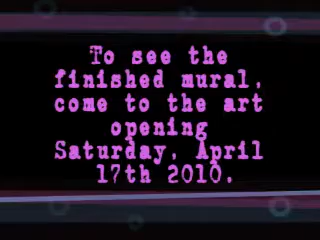 To see the
finished mural,
come to the art
opening
Saturday, April
17th 2010.